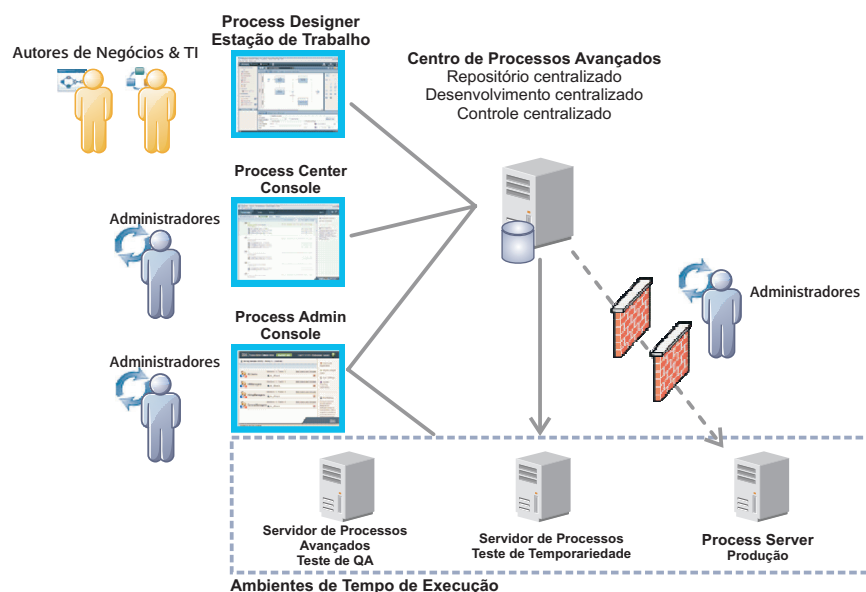 Process Designer
Estação de Trabalho
Autores de Negócios & TI
Centro de Processos Avançados
Repositório centralizado
Desenvolvimento centralizado
Controle centralizado
Process Center
Console
Administradores
Administradores
Process Admin
Console
Administradores
Servidor de Processos
Avançados
Teste de QA
Servidor de Processos
Teste de Temporariedade
Process Server
Produção
Ambientes de Tempo de Execução